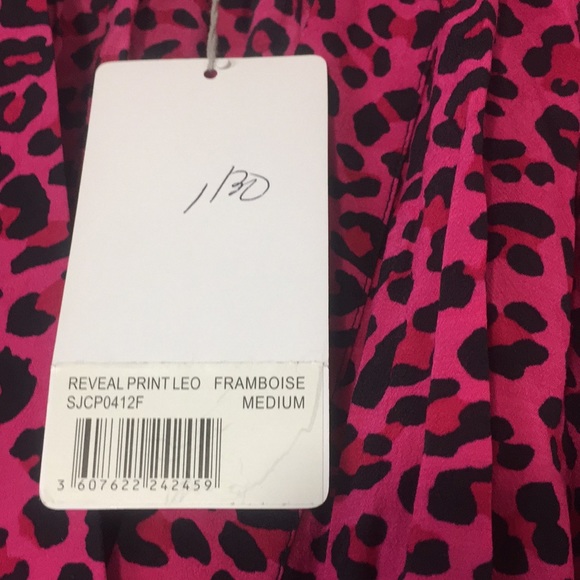 130
REVEAL PRINT LEO FRAMBOISE
SJCP0412F MEDIUM
3 607622 242459